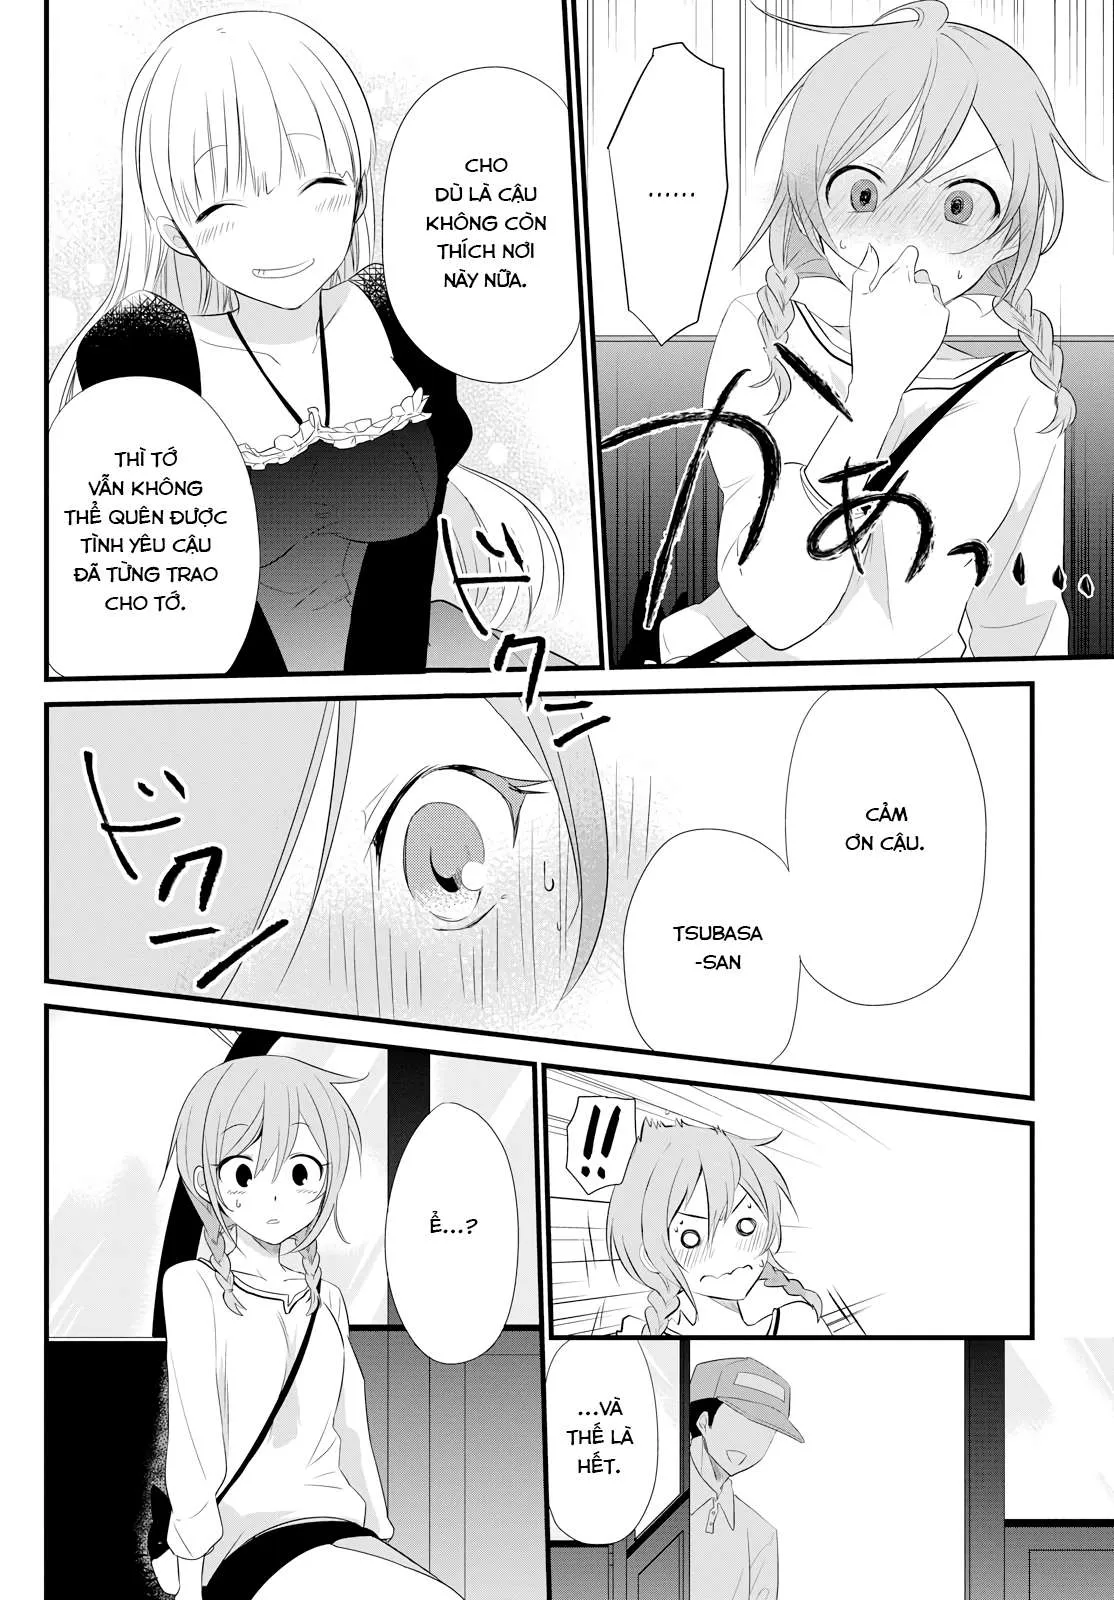 ......
かあぁっ....
CHO
DÙ LÀ CẬU
KHÔNG CÒN
THÍCH NƠI
NÀY NỮA.
THÌ TỚ
VẪN KHÔNG
THỂ QUÊN ĐƯỢC
TÌNH YÊU CẬU
ĐÃ TỪNG TRAO
CHO TỚ.
ドクン
CẢM
ƠN CẬU.
TSUBASA
-SAN
ドクン
!!
Ể...?
...VÀ
THẾ LÀ
HẾT.